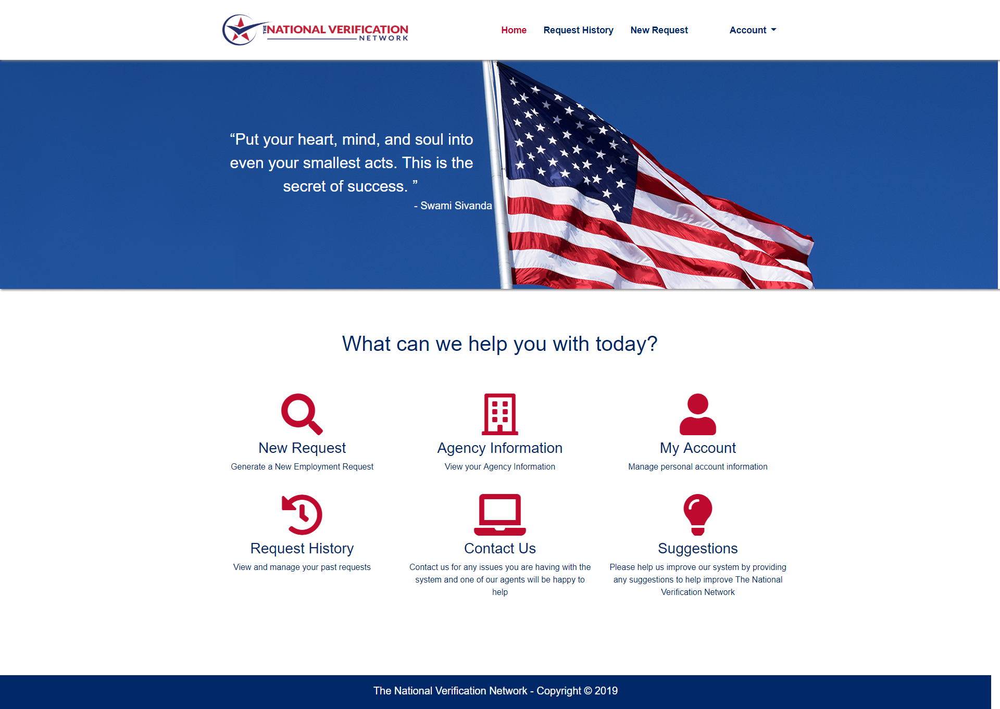 THE NATIONAL VERIFICATION
NETWORK
Home Request History New Request Account
“Put your heart, mind, and soul into
even your smallest acts. This is the
secret of success. ”
- Swami Sivanda
What can we help you with today?
New Request
Generate a New Employment Request
Agency Information
View your Agency Information
My Account
Manage personal account information
Request History
View and manage your past requests
Contact Us
Contact us for any issues you are having with the
system and one of our agents will be happy to
help
Suggestions
Please help us improve our system by providing
any suggestions to help improve The National
Verification Network
The National Verification Network - Copyright © 2019